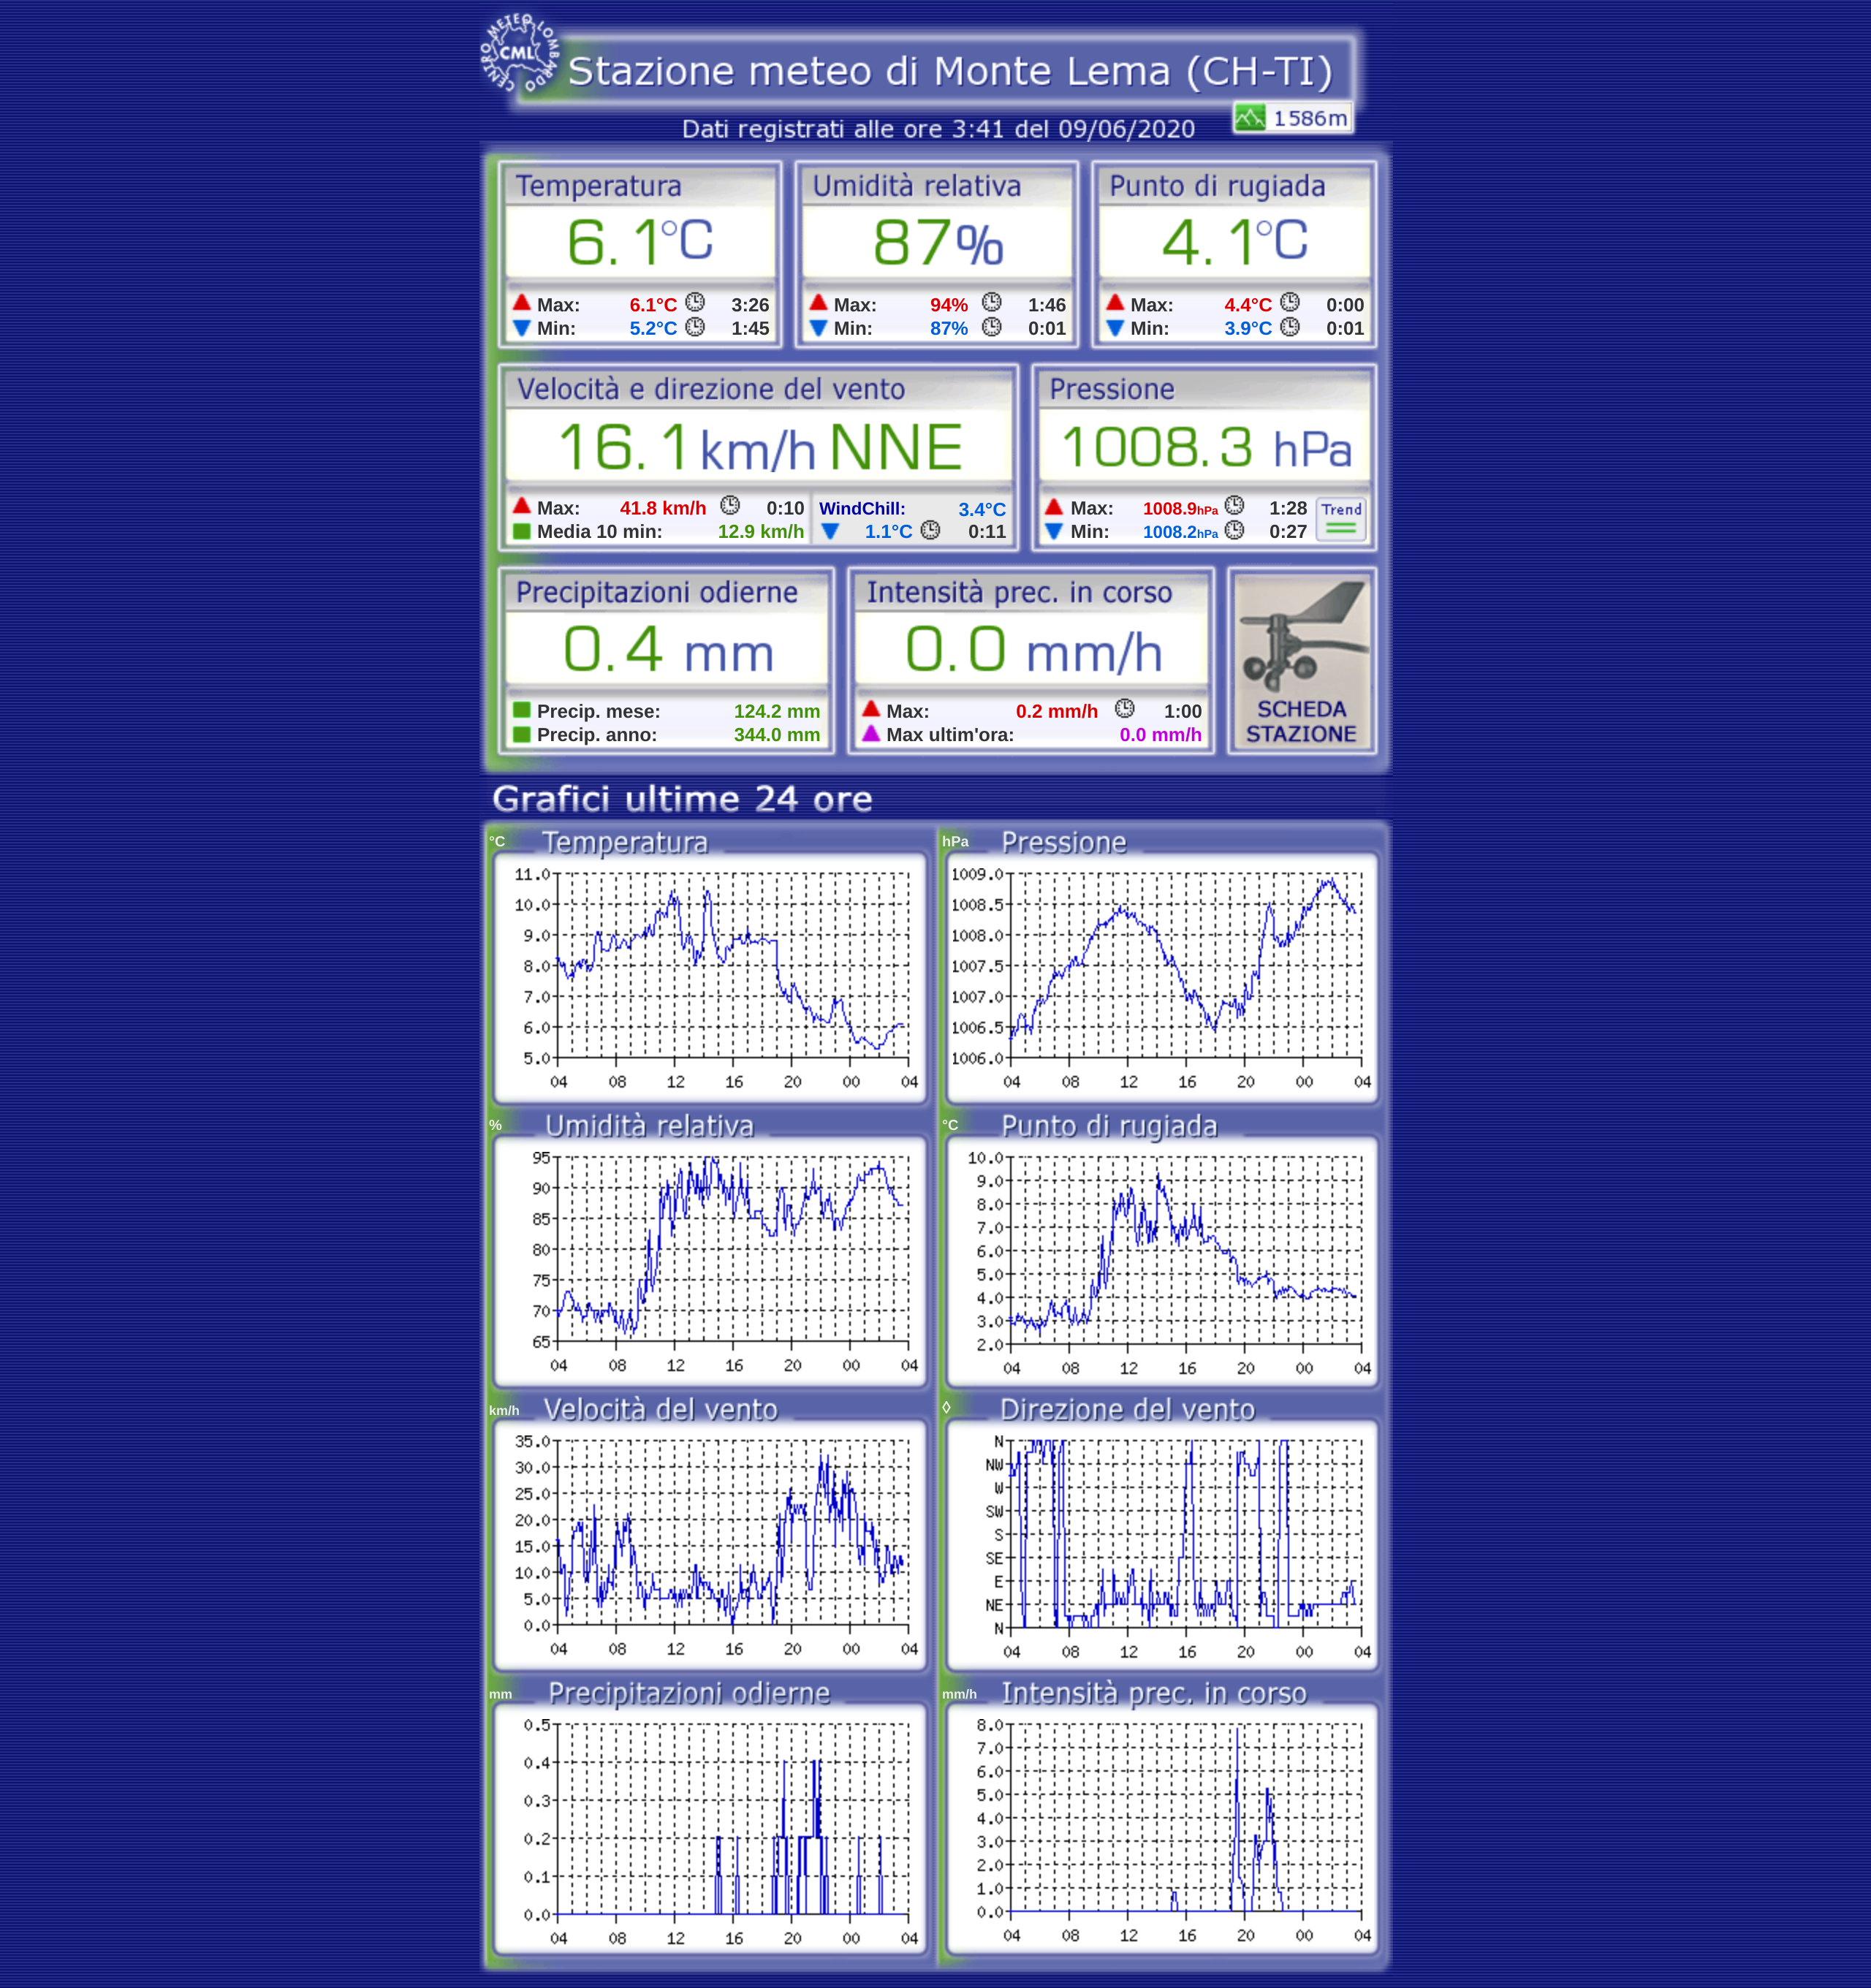 CENTRO METEO LOMBARDO
CML
Stazione meteo di Monte Lema (CH-TI)
1586m
Dati registrati alle ore 3:41 del 09/06/2020
Temperatura Umidità relativa Punto di rugiada
6.1°C 87% 4.1°C
Max: 6.1°C 3:26 Max: 94% 1:46 Max: 4.4°C 0:00
Min: 5.2°C 1:45 Min: 87% 0:01 Min: 3.9°C 0:01
Velocità e direzione del vento Pressione
16.1km/h NNE 1008.3 hPa
Max: 41.8 km/h 0:10 WindChill: 3.4°C Max: 1008.9hPa 1:28 Trend
Media 10 min: 12.9 km/h 1.1°C 0:11 Min: 1008.2hPa 0:27
Precipitazioni odierne Intensità prec. in corso
0.4 mm 0.0 mm/h
Precip. mese: 124.2 mm Max: 0.2 mm/h 1:00 SCHEDA
Precip. anno: 344.0 mm Max ultim'ora: 0.0 mm/h STAZIONE
Grafici ultime 24 ore
°C Temperatura
11.0
10.0
9.0
8.0
7.0
6.0
5.0
04 08 12 16 20 00 04
hPa Pressione
1009.0
1008.5
1008.0
1007.5
1007.0
1006.5
1006.0
04 08 12 16 20 00 04
% Umidità relativa
95
90
85
80
75
70
65
04 08 12 16 20 00 04
°C Punto di rugiada
10.0
9.0
8.0
7.0
6.0
5.0
4.0
3.0
2.0
04 08 12 16 20 00 04
km/h Velocità del vento
35.0
30.0
25.0
20.0
15.0
10.0
5.0
0.0
04 08 12 16 20 00 04
◊ Direzione del vento
N
NW
W
SW
S
SE
E
NE
N
04 08 12 16 20 00 04
mm Precipitazioni odierne
0.5
0.4
0.3
0.2
0.1
0.0
04 08 12 16 20 00 04
mm/h Intensità prec. in corso
8.0
7.0
6.0
5.0
4.0
3.0
2.0
1.0
0.0
04 08 12 16 20 00 04